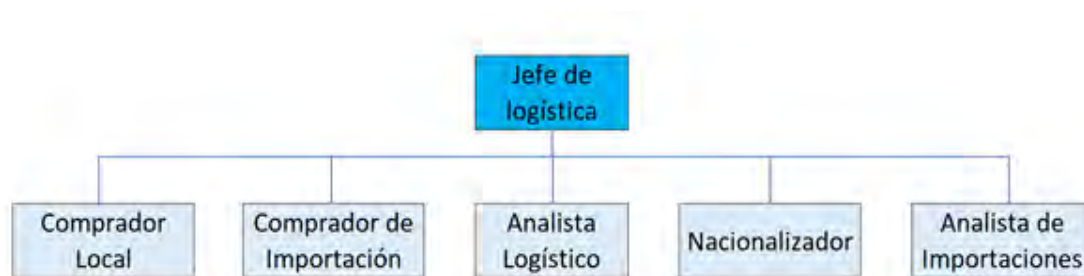 Jefe de
logística
Comprador
Local
Comprador de
Importación
Analista
Logístico
Nacionalizador
Analista de
Importaciones